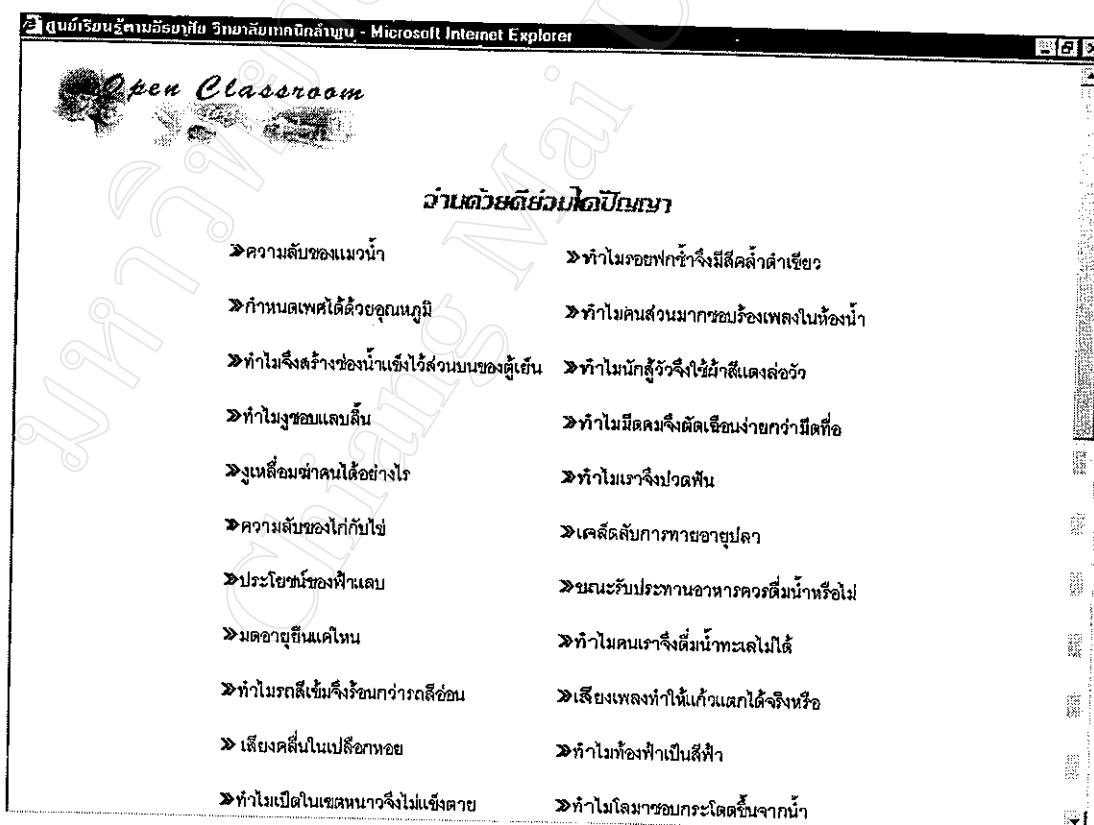 ศูนย์เรียนรู้ตามอัธยาศัย วิทยาลัยเทคนิคลำพูน - Microsoft Internet Explorer
Open Classroom
อ่านด้วยดีย่อมได้ปัญญา
»ความลับของแมวน้ำ
»กำหนดเพศได้ด้วยอุณหภูมิ
»ทำไมจึงสร้างช่องน้ำแข็งไว้ส่วนบนของตู้เย็น
»ทำไมงูชอบแลบลิ้น
»งูเหลือมฆ่าคนได้อย่างไร
»ความลับของไก่กับไข่
»ประโยชน์ของฟ้าแลบ
»มดอายุยืนแค่ไหน
»ทำไมรถสีเข้มจึงร้อนกว่ารถสีอ่อน
» เสียงคลื่นในเปลือกหอย
»ทำไมเป็ดในเขตหนาวจึงไม่แข็งตาย
»ทำไมรอยฟกช้ำจึงมีสีคล้ำดำเขียว
»ทำไมคนส่วนมากชอบร้องเพลงในห้องน้ำ
»ทำไมนักสู้วัวจึงใช้ผ้าสีแดงล่อวัว
»ทำไมมีดคมจึงตัดเฉือนง่ายกว่ามีดทื่อ
»ทำไมเราจึงปวดฟัน
»เคล็ดลับการทายอายุปลา
»ขณะรับประทานอาหารควรดื่มน้ำหรือไม่
»ทำไมคนเราจึงดื่มน้ำทะเลไม่ได้
»เสียงเพลงทำให้แก้วแตกได้จริงหรือ
»ทำไมท้องฟ้าเป็นสีฟ้า
»ทำไมโลมาชอบกระโดดขึ้นจากน้ำ
Chiang Mai